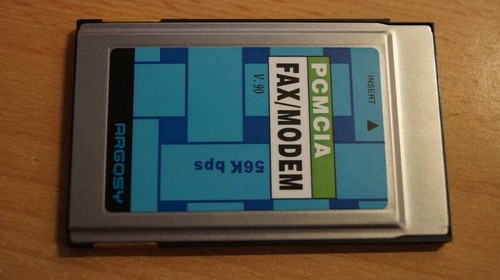 INSERT
PCMCIA
FAX/MODEM
V.90
56K bps
ARGOSY